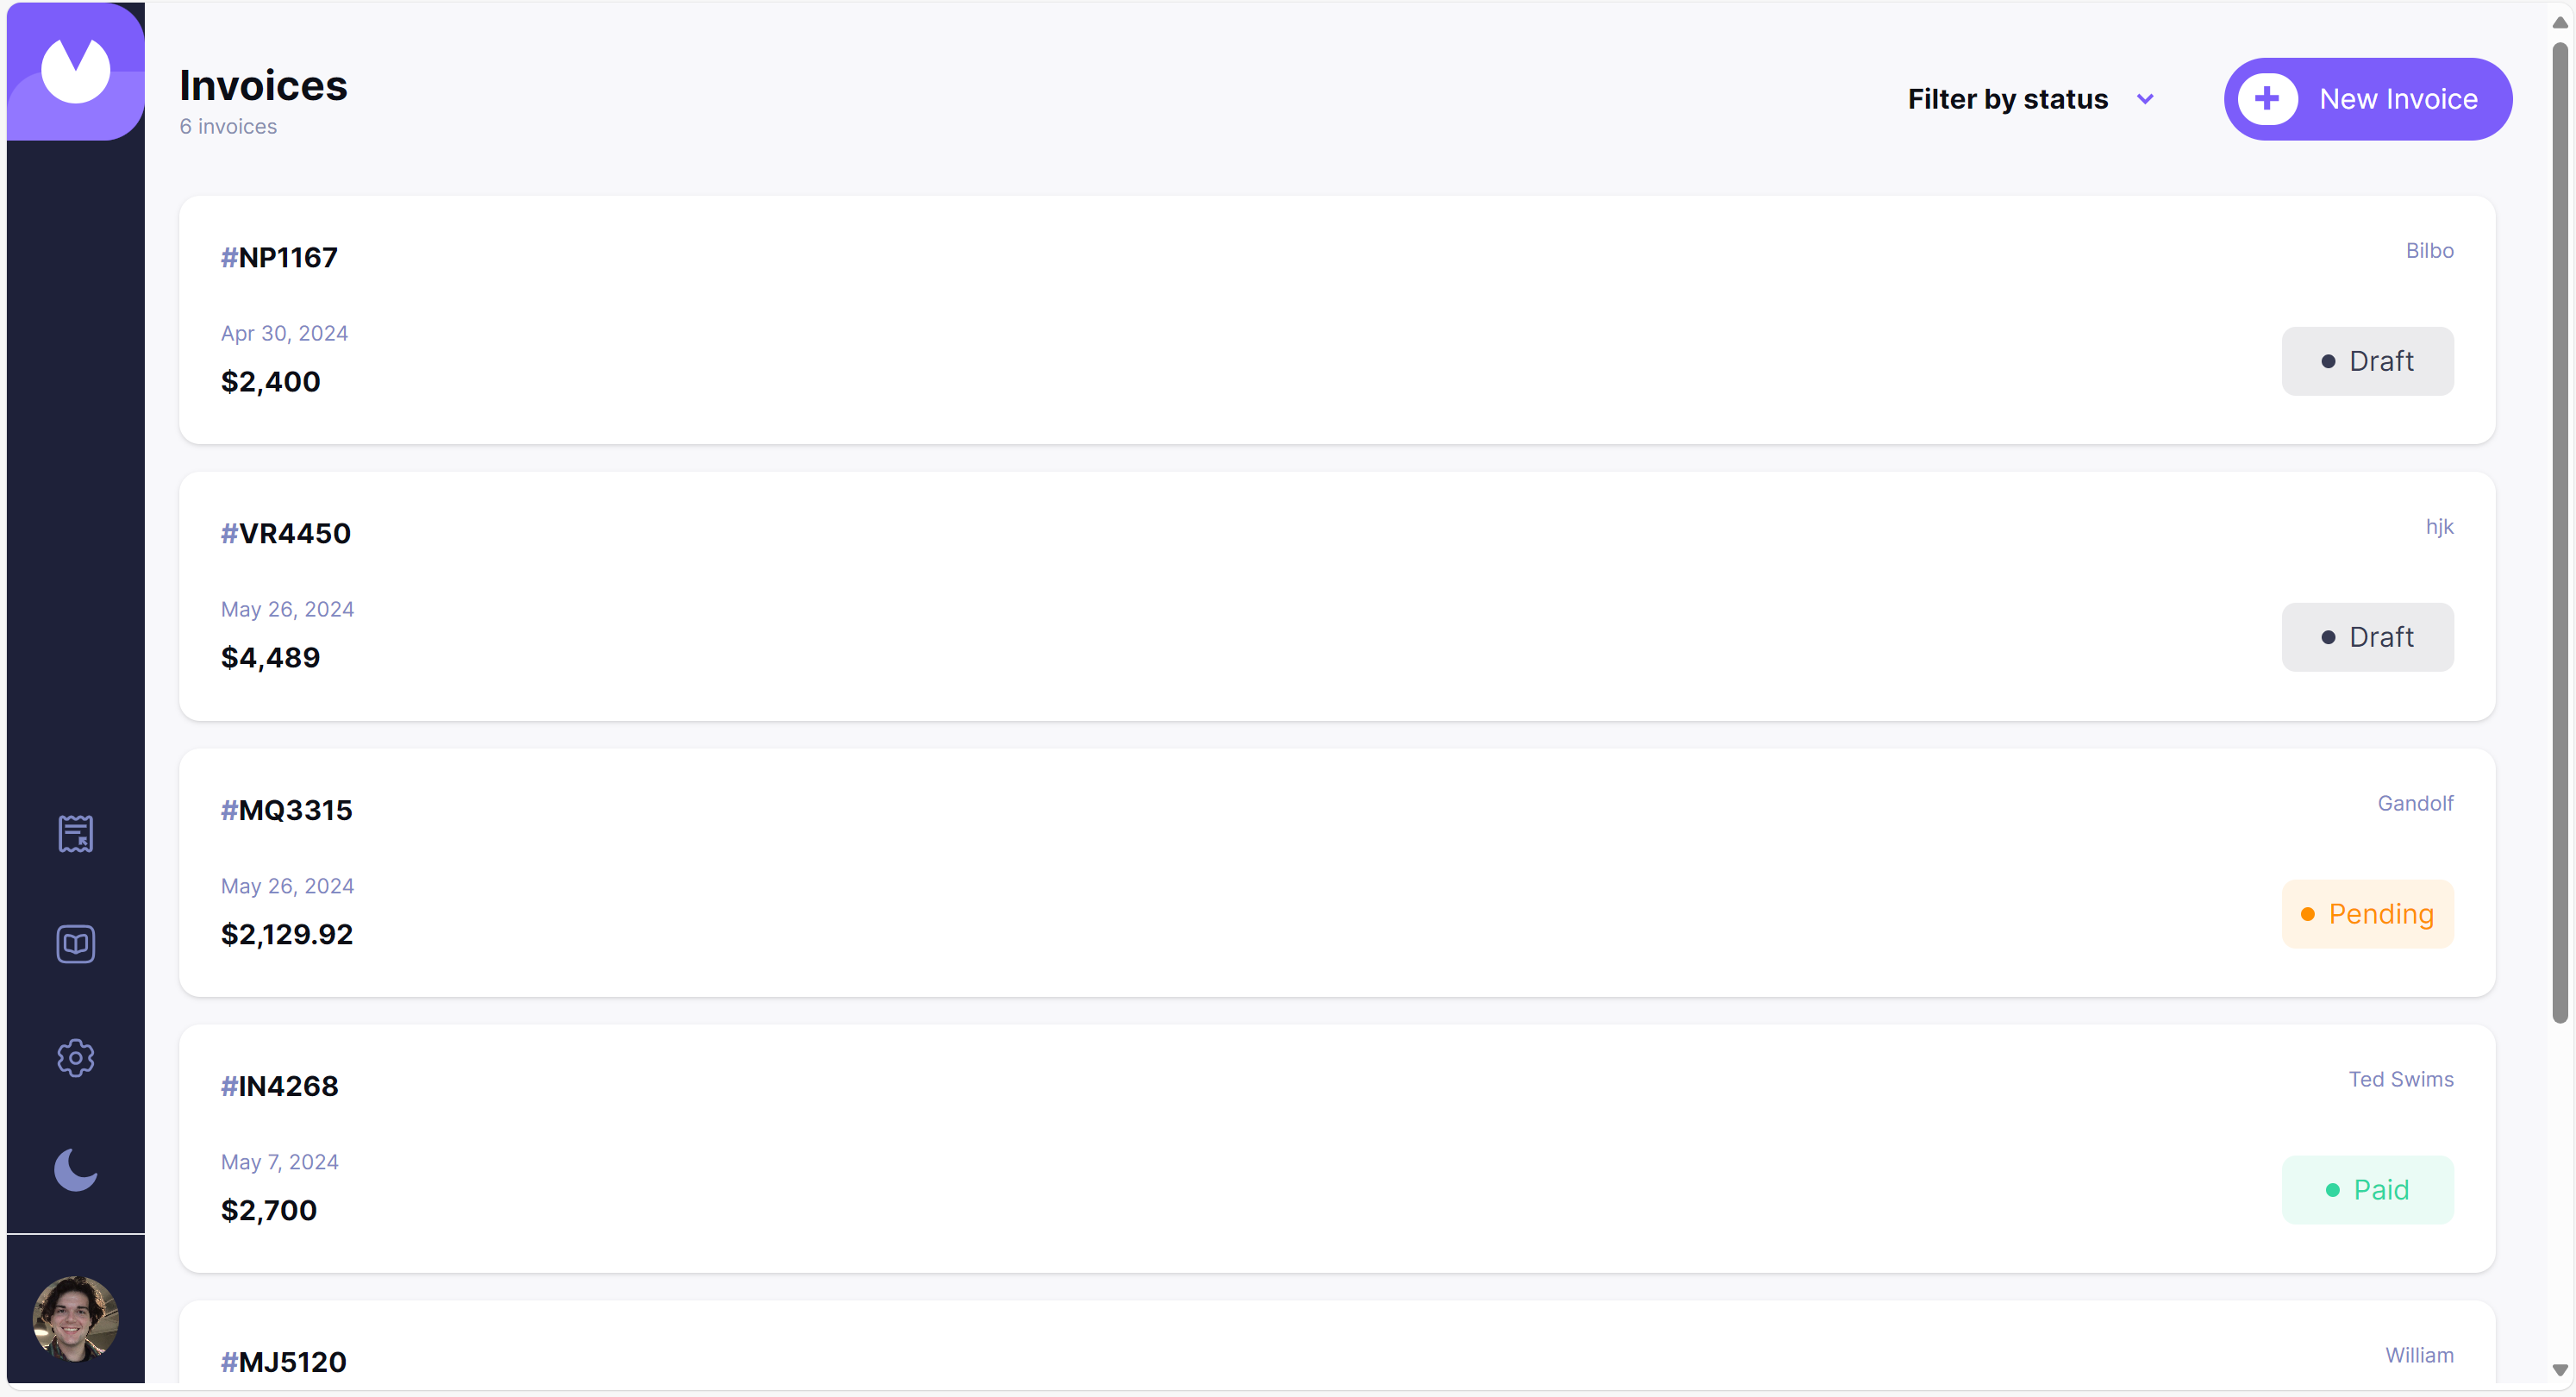 Invoices
6 invoices
Filter by status
New Invoice
#NP1167
Bilbo
Apr 30, 2024
$2,400
Draft
#VR4450
hjk
May 26, 2024
$4,489
Draft
#MQ3315
Gandolf
May 26, 2024
$2,129.92
Pending
#IN4268
Ted Swims
May 7, 2024
$2,700
Paid
#MJ5120
William